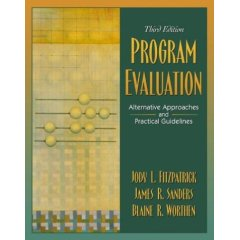 Third Edition
PROGRAM
EVALUATION
Alternative Approaches
and
Practical Guidelines
JODY L. FITZPATRICK
JAMES R. SANDERS
BLAINE R. WORTHEN